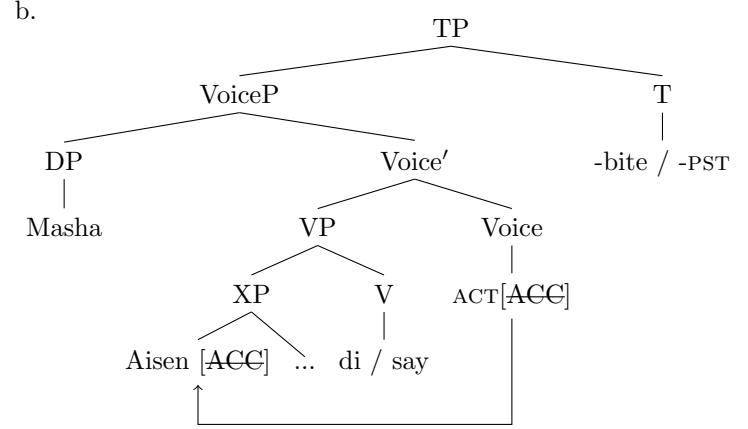 b.
TP
VoiceP T
DP Voice′ -bite / -PST
Masha VP Voice
XP V ACT[ACC]
Aisen [ACC] ... di / say